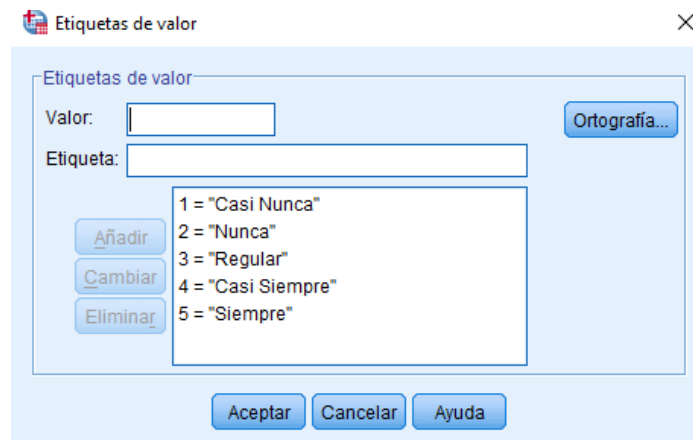 Etiquetas de valor
Etiquetas de valor
Valor:
Ortografía...
Etiqueta:
1 = "Casi Nunca"
2 = "Nunca"
3 = "Regular"
4 = "Casi Siempre"
5 = "Siempre"
Añadir
Cambiar
Eliminar
Aceptar Cancelar Ayuda